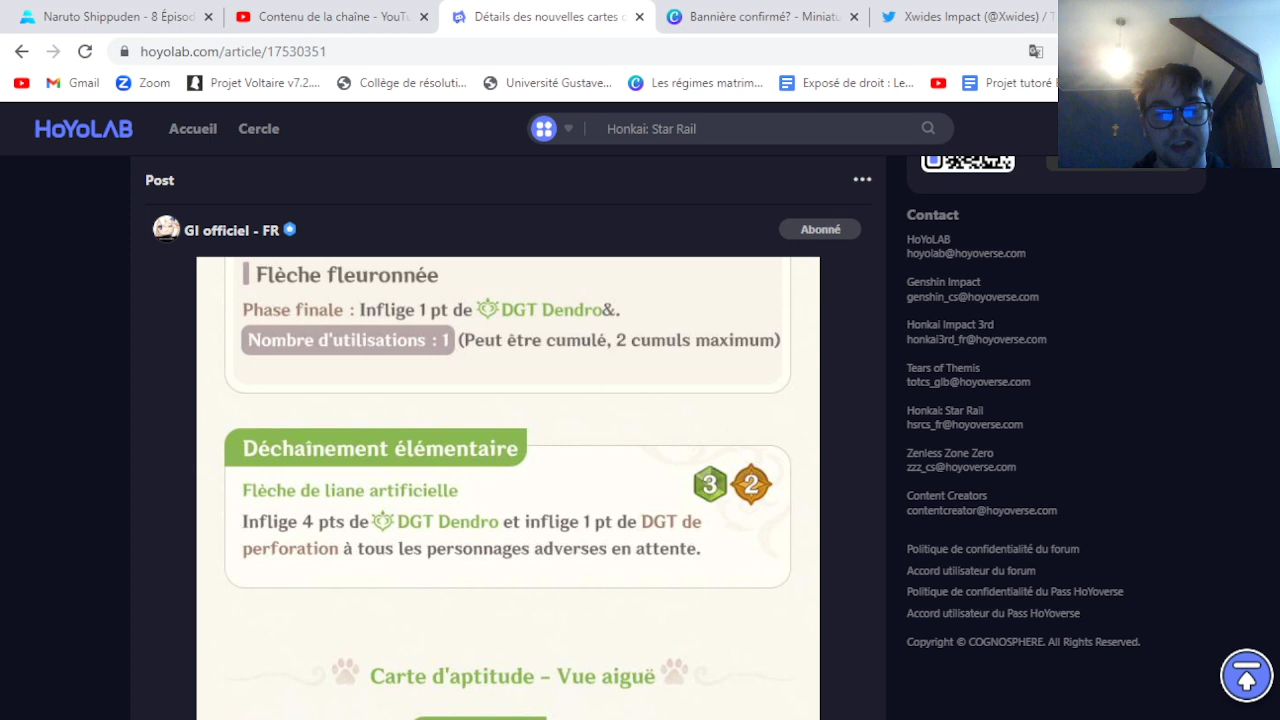 Naruto Shippuden - 8 Épisod
Contenu de la chaîne - YouTu
Détails des nouvelles cartes d
Bannière confirmé? - Miniatu
Xwides Impact (@Xwides) / T
hoyolab.com/article/17530351
Gmail
Zoom
Projet Voltaire v7.2....
Collège de résoluti...
Université Gustave...
Les régimes matrim...
Exposé de droit : Le...
Projet tutoré
HoYoLAB
Accueil
Cercle
Honkai: Star Rail
Post
GI officiel - FR
Abonné
Flèche fleuronnée
Phase finale : Inflige 1 pt de DGT Dendro&.
Nombre d'utilisations : 1 (Peut être cumulé, 2 cumuls maximum)
Déchaînement élémentaire
3 2
Flèche de liane artificielle
Inflige 4 pts de DGT Dendro et inflige 1 pt de DGT de
perforation à tous les personnages adverses en attente.
Carte d'aptitude – Vue aiguë
Contact
HoYoLAB
hoyolab@hoyoverse.com
Genshin Impact
genshin_cs@hoyoverse.com
Honkai Impact 3rd
honkai3rd_fr@hoyoverse.com
Tears of Themis
totcs_glb@hoyoverse.com
Honkai: Star Rail
hsrcs_fr@hoyoverse.com
Zenless Zone Zero
zzz_cs@hoyoverse.com
Content Creators
contentcreator@hoyoverse.com
Politique de confidentialité du forum
Accord utilisateur du forum
Politique de confidentialité du Pass HoYoverse
Accord utilisateur du Pass HoYoverse
Copyright © COGNOSPHERE. All Rights Reserved.